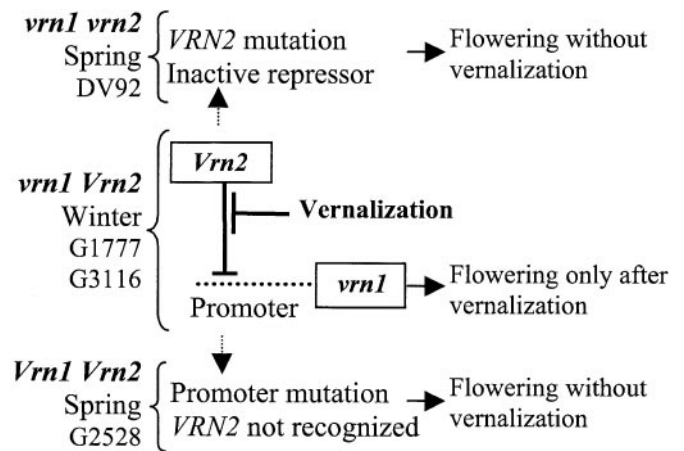 vrn1 vrn2
Spring
DV92
VRN2 mutation
Inactive repressor
Flowering without
vernalization
vrn1 Vrn2
Winter
G1777
G3116
Vrn2
Vernalization
Promoter
vrn1
Flowering only after
vernalization
Vrn1 Vrn2
Spring
G2528
Promoter mutation
VRN2 not recognized
Flowering without
vernalization